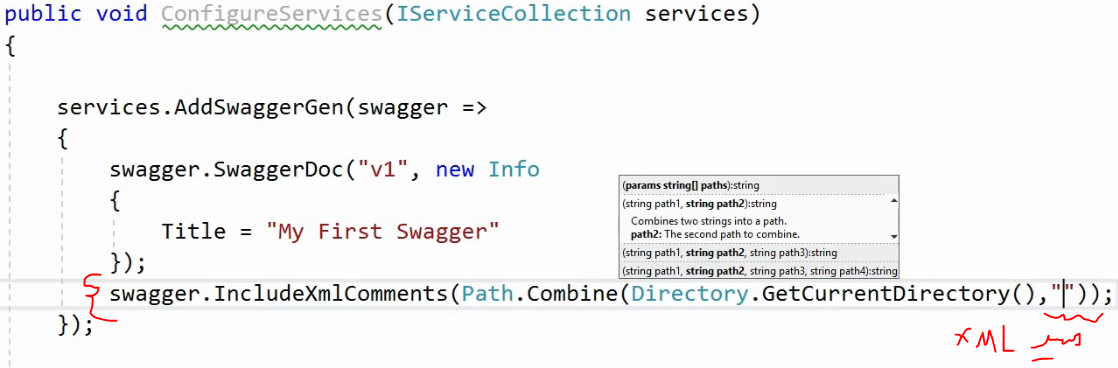 public void ConfigureServices(IServiceCollection services)
{
services.AddSwaggerGen(swagger =>
{
swagger.SwaggerDoc("v1", new Info
{
Title = "My First Swagger"
});
(params string[] paths):string
(string path1, string path2):string
Combines two strings into a path.
path2: The second path to combine.
(string path1, string path2, string path3):string
(string path1, string path2, string path3, string path4):string
swagger.IncludeXmlComments(Path.Combine(Directory.GetCurrentDirectory(),""));
});
XML